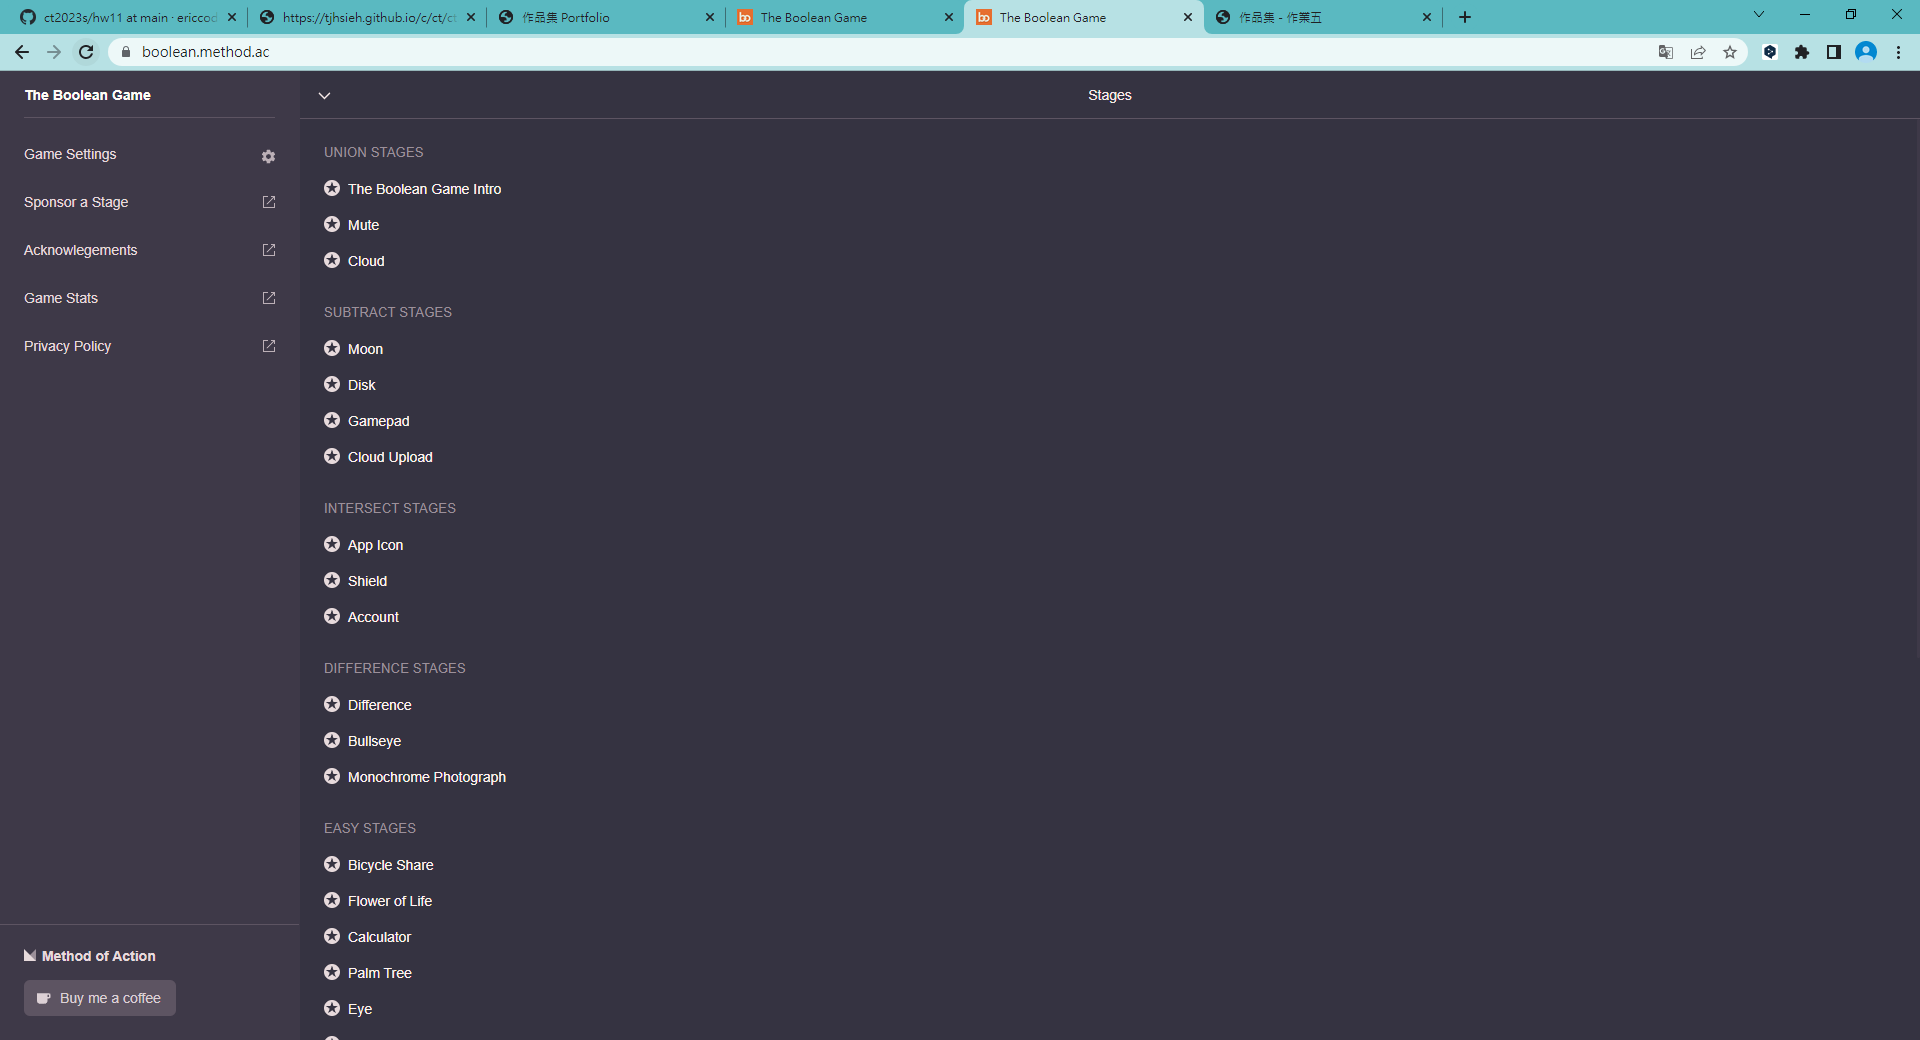 ct2023s/hw11 at main · ericcod
https://tjhsieh.github.io/c/ct/ct
作品集 Portfolio
The Boolean Game
The Boolean Game
作品集 - 作業五
boolean.method.ac
The Boolean Game
Game Settings
Sponsor a Stage
Acknowlegements
Game Stats
Privacy Policy
Method of Action
Buy me a coffee
Stages
UNION STAGES
The Boolean Game Intro
Mute
Cloud
SUBTRACT STAGES
Moon
Disk
Gamepad
Cloud Upload
INTERSECT STAGES
App Icon
Shield
Account
DIFFERENCE STAGES
Difference
Bullseye
Monochrome Photograph
EASY STAGES
Bicycle Share
Flower of Life
Calculator
Palm Tree
Eye